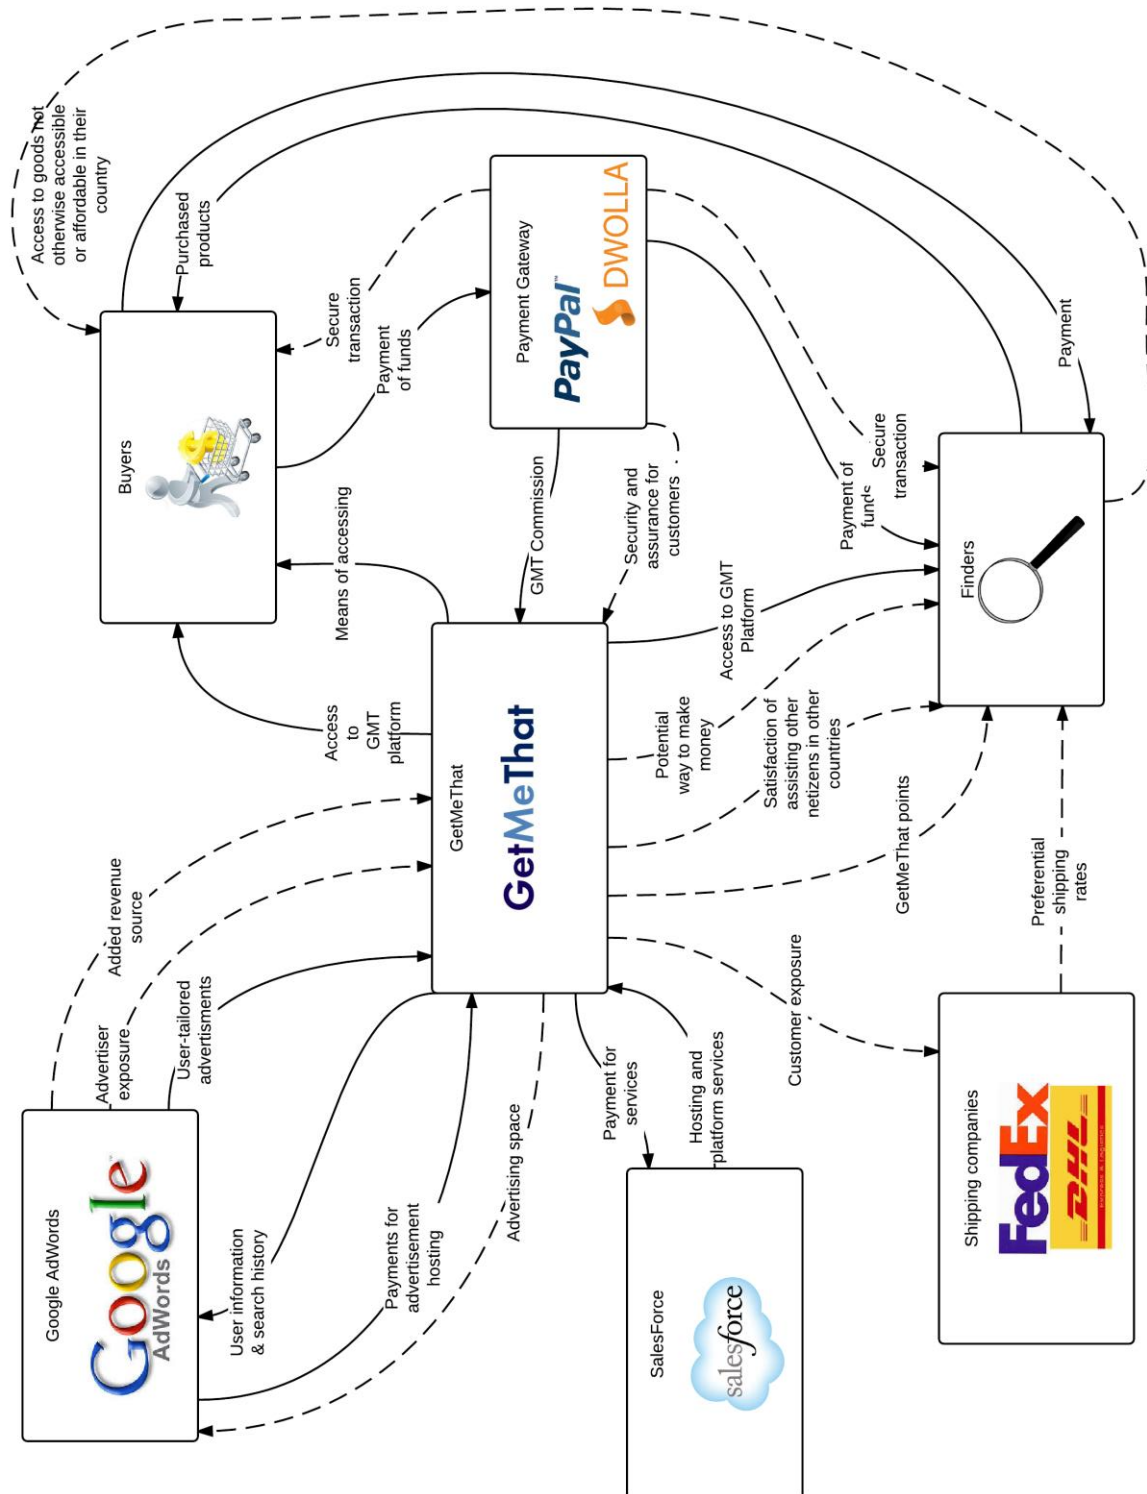 Google AdWords
Google
AdWords
Added revenue
source
Advertiser
exposure
User-tailored
advertisments
User information
& search history
Payments for
advertisement
hosting
Advertising space
SalesForce
salesforce
Payment for
services
Hosting and
platform services
Shipping companies
FedEx
DHL
Customer exposure
Preferential
shipping
rates
GetMeThat
GetMeThat
Access
to
GMT
platform
Means of accessing
GMT Commission
Security and
assurance for
customers
Access to GMT
Platform
Potential
way to make
money
Satisfaction of
assisting other
netizens in other
countries
GetMeThat points
Buyers
Access to goods not
otherwise accessible
or affordable in their
country
Purchased
products
Secure
transaction
Payment
of funds
Payment Gateway
PayPal™
DWOLLA
Payment of
funds
Secure
transaction
Finders
Payment